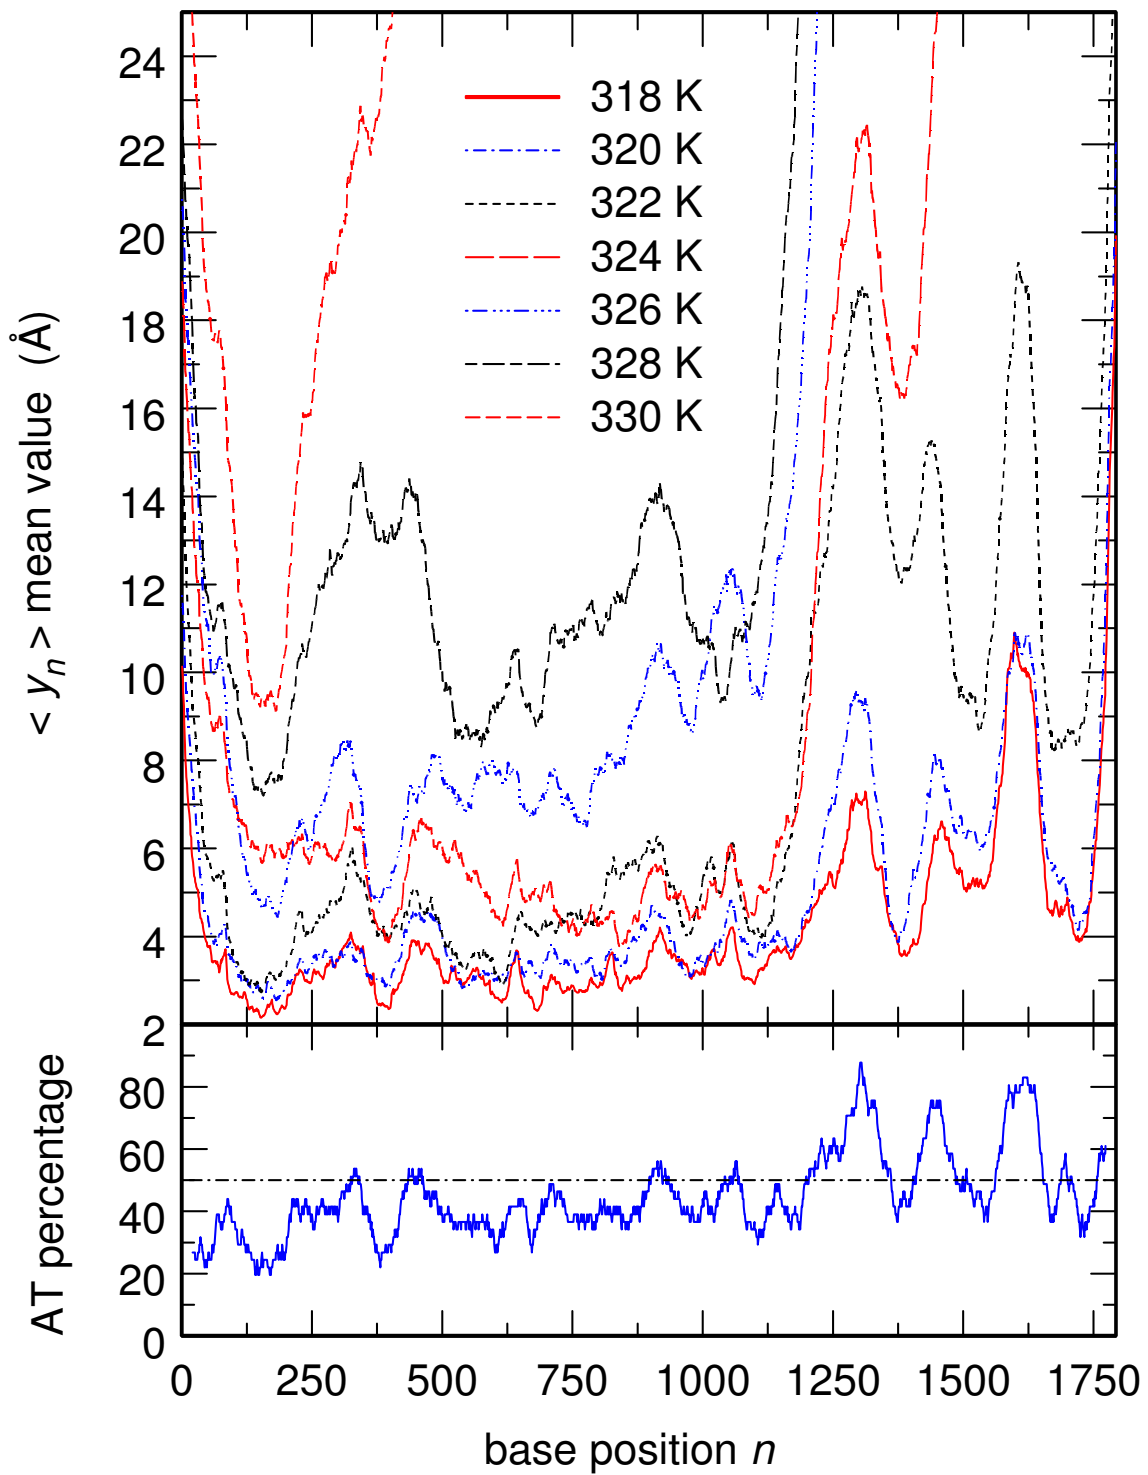 24
22
20
18
16
14
12
10
8
6
4
2
< yn > mean value (Å)
318 K
320 K
322 K
324 K
326 K
328 K
330 K
80
60
40
20
0
AT percentage
0 250 500 750 1000 1250 1500 1750
base position n